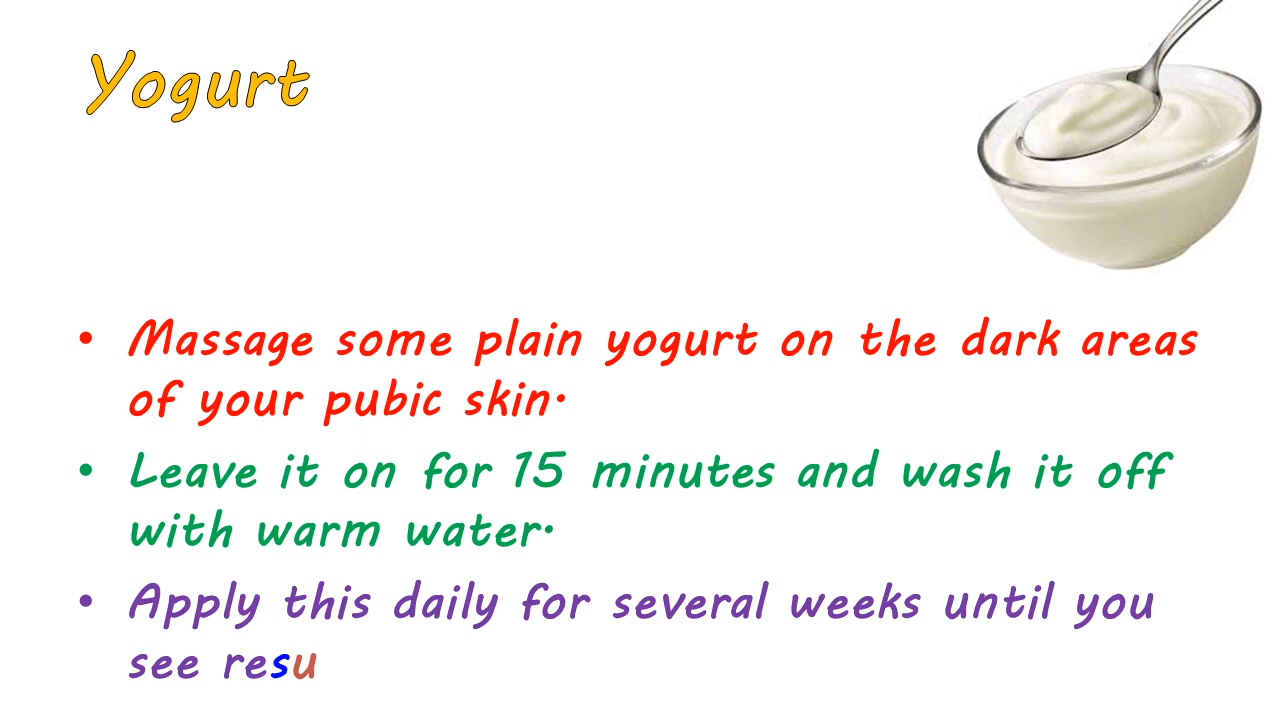 Yogurt
• Massage some plain yogurt on the dark areas
of your pubic skin.
• Leave it on for 15 minutes and wash it off
with warm water.
• Apply this daily for several weeks until you
see resu